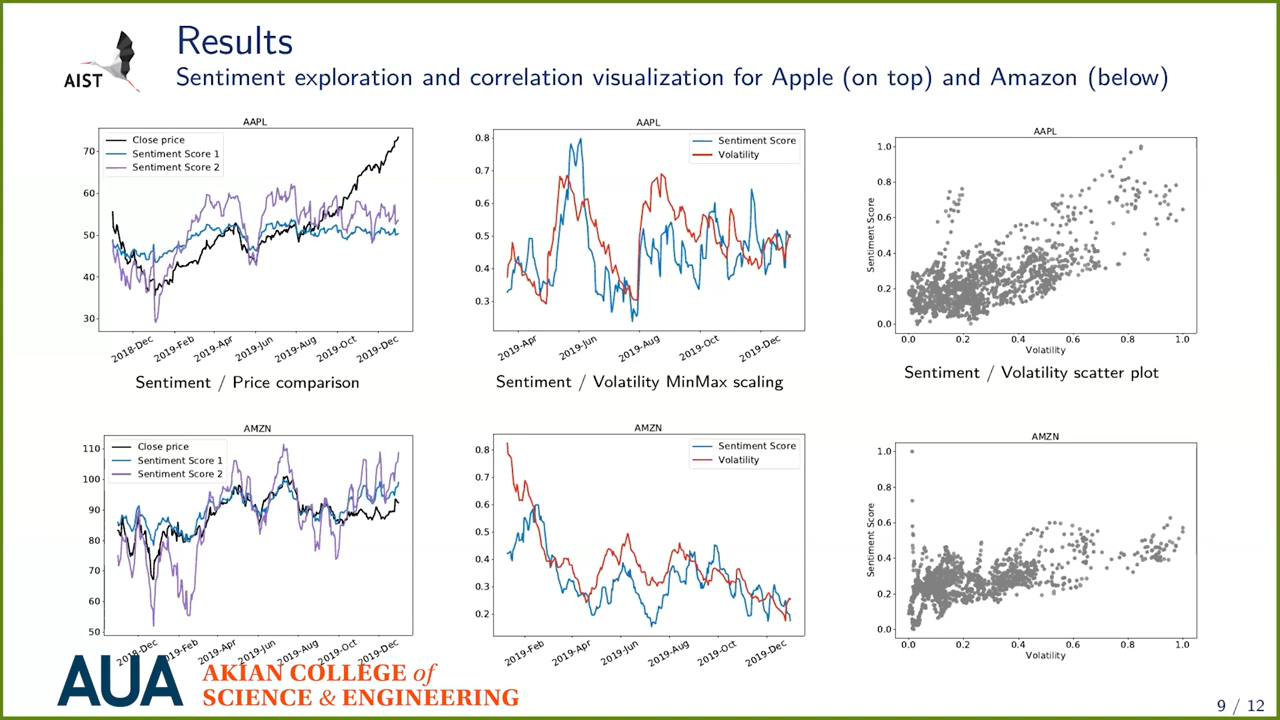 Results
AIST
Sentiment exploration and correlation visualization for Apple (on top) and Amazon (below)
AAPL
Close price
Sentiment Score 1
Sentiment Score 2
70
60
50
40
30
2018-Dec
2019-Feb
2019-Apr
2019-Jun
2019-Aug
2019-Oct
2019-Dec
Sentiment / Price comparison
AAPL
Sentiment Score
Volatility
0.8
0.7
0.6
0.5
0.4
0.3
2019-Apr
2019-Jun
2019-Aug
2019-Oct
2019-Dec
Sentiment / Volatility MinMax scaling
AAPL
Sentiment Score
1.0
0.8
0.6
0.4
0.2
0.0
0.0
0.2
0.4
0.6
0.8
1.0
Volatility
Sentiment / Volatility scatter plot
AMZN
Close price
Sentiment Score 1
Sentiment Score 2
110
100
90
80
70
60
50
2018-Dec
2019-Feb
2019-Apr
2019-Jun
2019-Aug
2019-Oct
2019-Dec
AMZN
Sentiment Score
Volatility
0.8
0.7
0.6
0.5
0.4
0.3
0.2
2019-Feb
2019-Apr
2019-Jun
2019-Aug
2019-Oct
2019-Dec
AMZN
Sentiment Score
1.0
0.8
0.6
0.4
0.2
0.0
0.0
0.2
0.4
0.6
0.8
1.0
Volatility
AUA
AKIAN COLLEGE of
SCIENCE & ENGINEERING
9 / 12